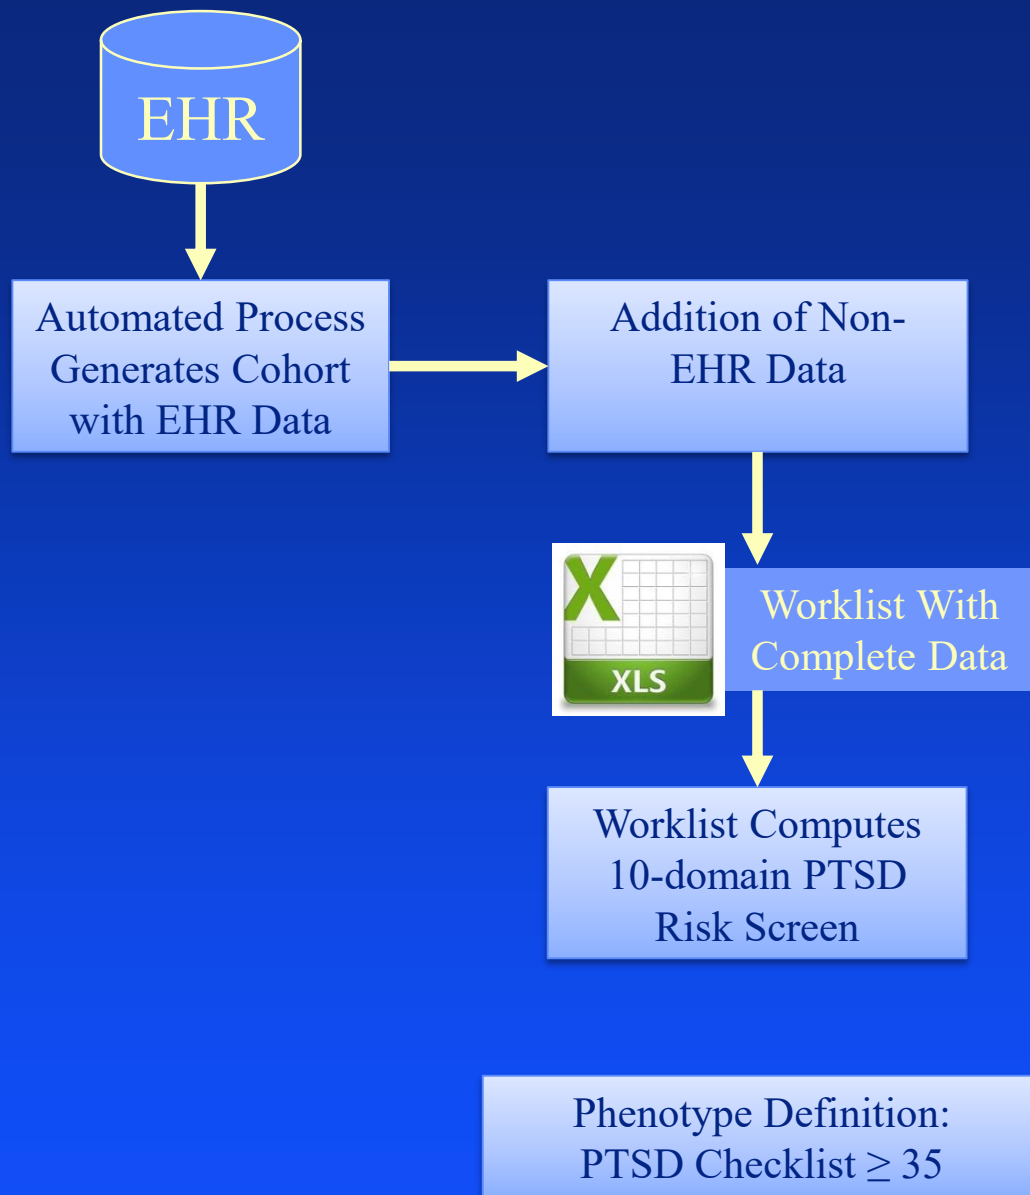 EHR
Automated Process
Generates Cohort
with EHR Data
Addition of Non-
EHR Data
X
XLS
Worklist With
Complete Data
Worklist Computes
10-domain PTSD
Risk Screen
Phenotype Definition:
PTSD Checklist ≥ 35